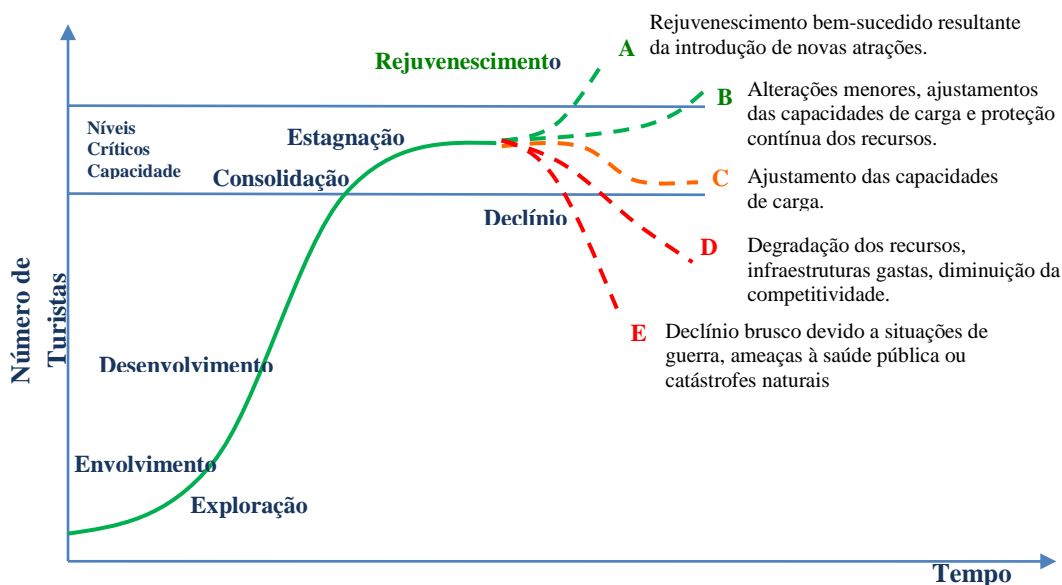 Rejuvenescimento bem-sucedido resultante
da introdução de novas atrações.
A
Rejuvenescimento
B
Alterações menores, ajustamentos
das capacidades de carga e proteção
contínua dos recursos.
Níveis
Críticos
Capacidade
Estagnação
Consolidação
C
Ajustamento das capacidades
de carga.
Declínio
D
Degradação dos recursos,
infraestruturas gastas, diminuição da
competitividade.
E
Declínio brusco devido a situações de
guerra, ameaças à saúde pública ou
catástrofes naturais
Número de
Turistas
Desenvolvimento
Envolvimento
Exploração
Tempo